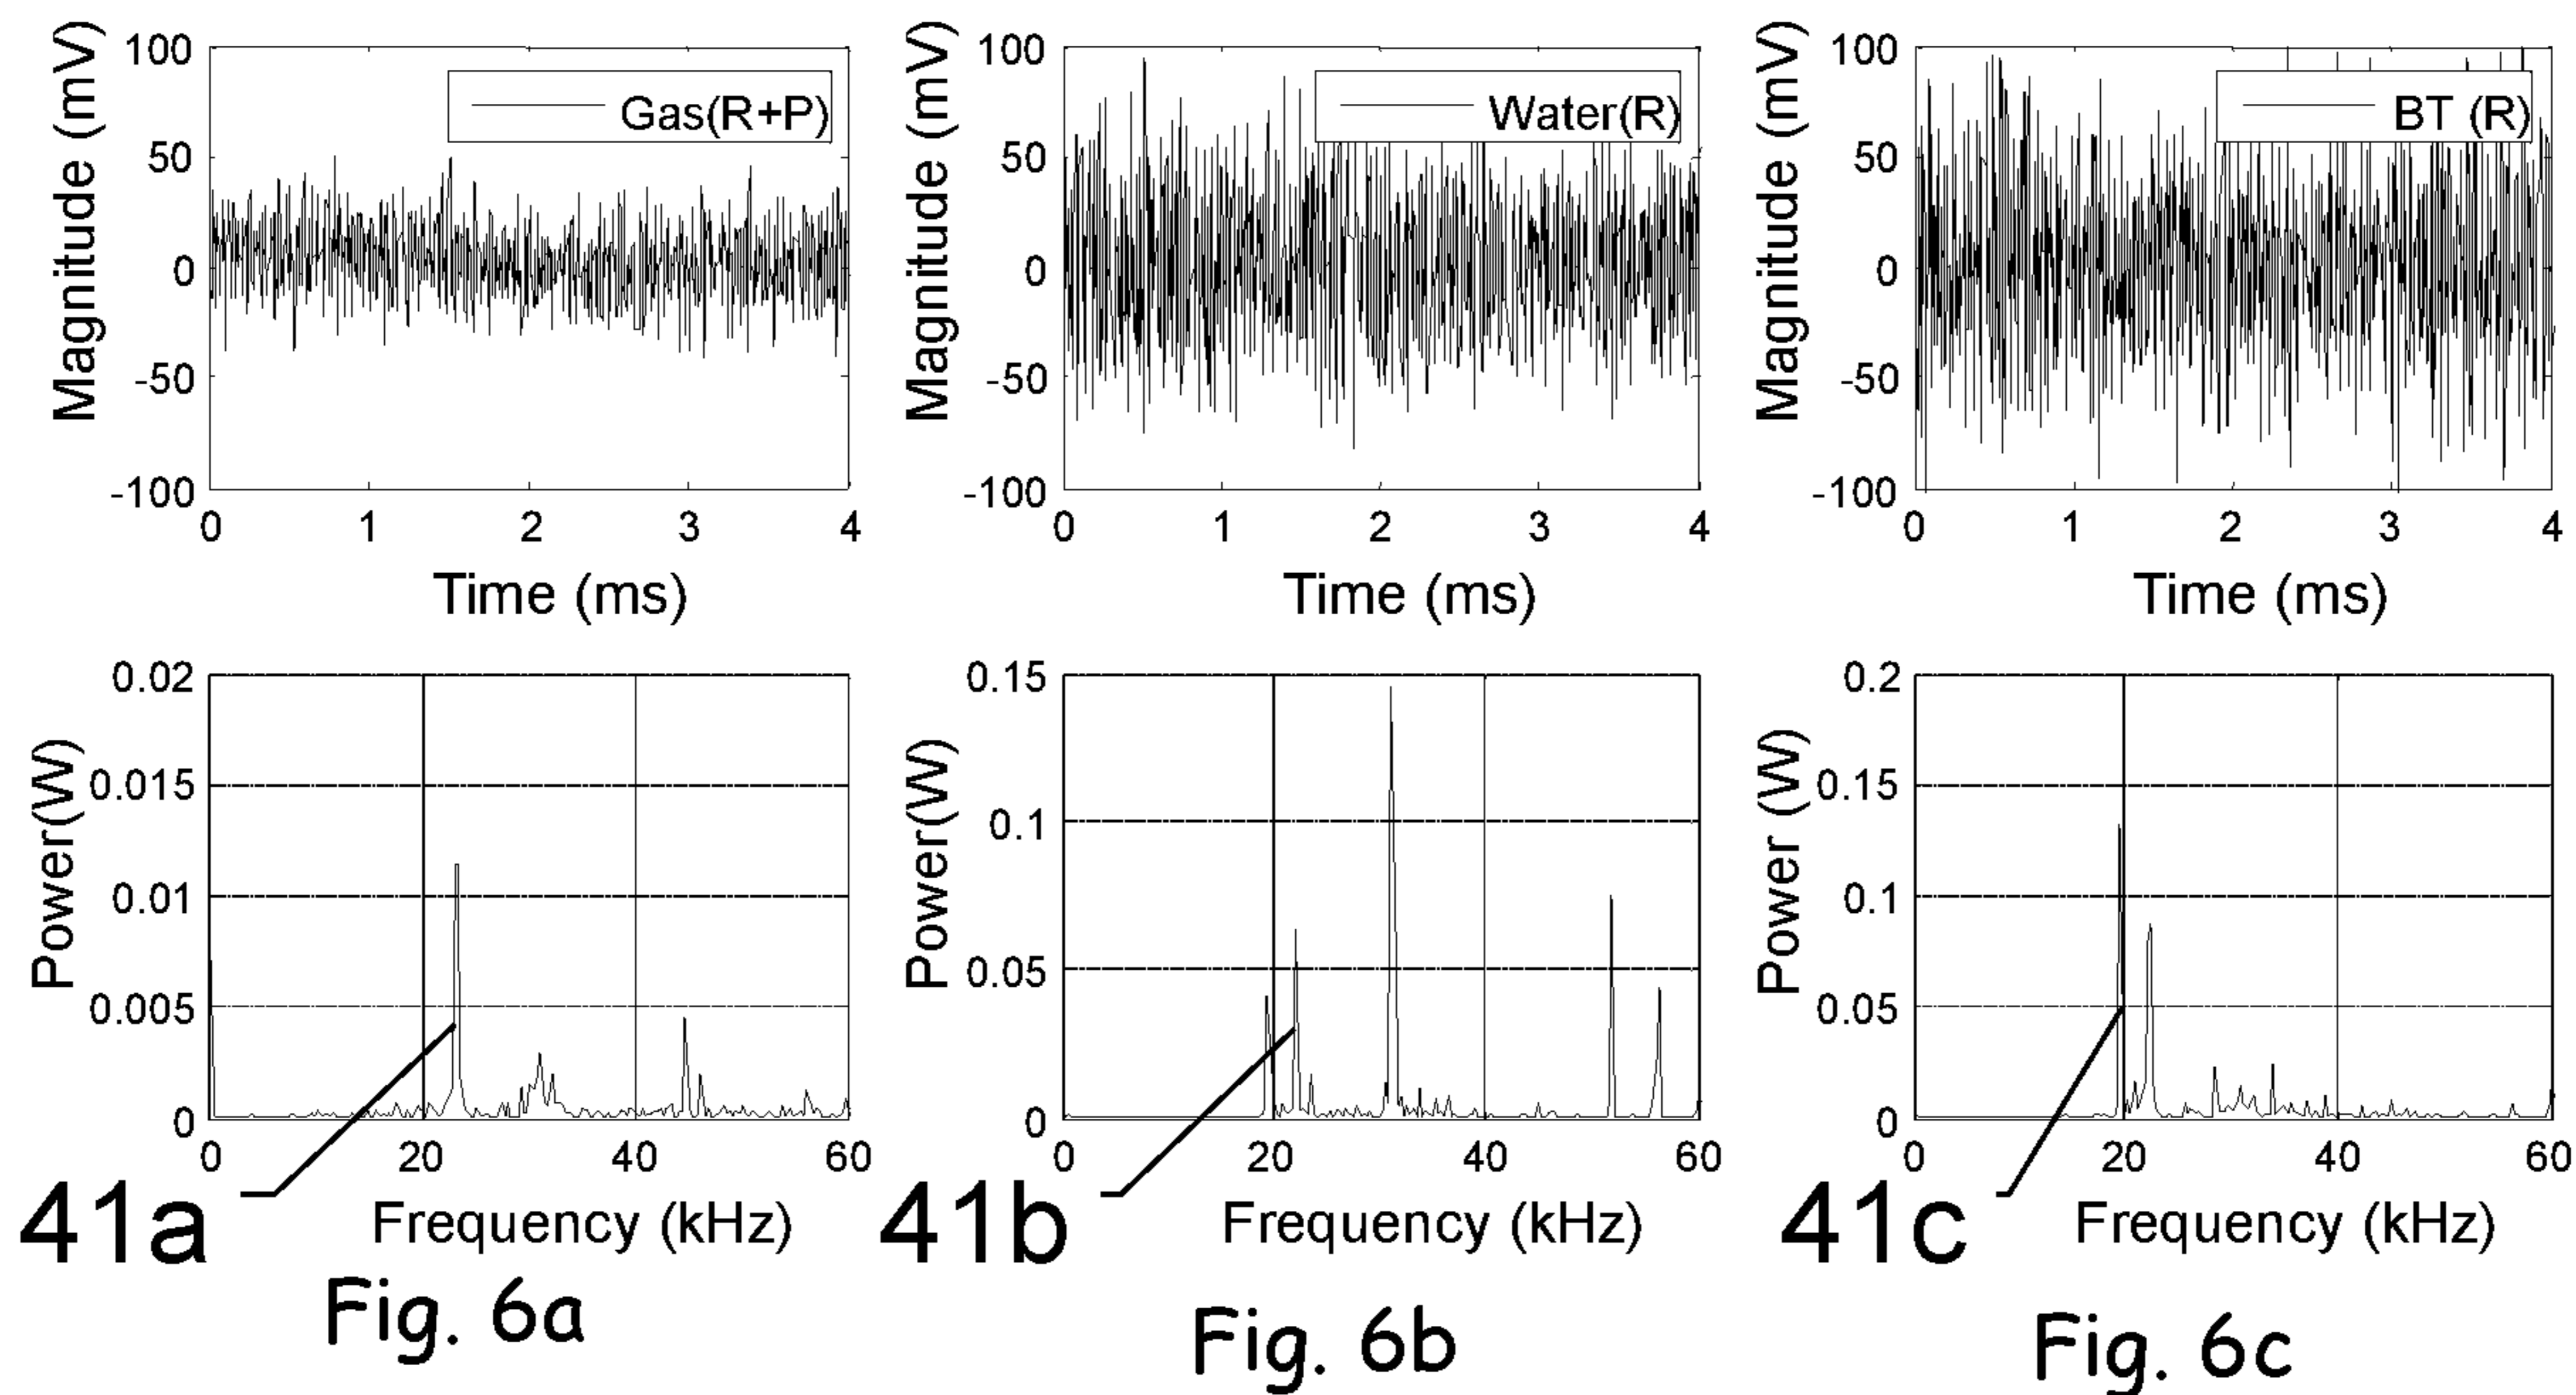 Magnitude (mV)
100
50
0
-50
-100
Gas(R+P)
0 1 2 3 4
Time (ms)
Magnitude (mV)
100
50
0
-50
-100
Water(R)
0 1 2 3 4
Time (ms)
Magnitude (mV)
100
50
0
-50
-100
BT (R)
0 1 2 3 4
Time (ms)
Power(W)
0.02
0.015
0.01
0.005
0
0 20 40 60
41a
Frequency (kHz)
Fig. 6a
Power(W)
0.15
0.1
0.05
0
0 20 40 60
41b
Frequency (kHz)
Fig. 6b
Power (W)
0.2
0.15
0.1
0.05
0
0 20 40 60
41c
Frequency (kHz)
Fig. 6c